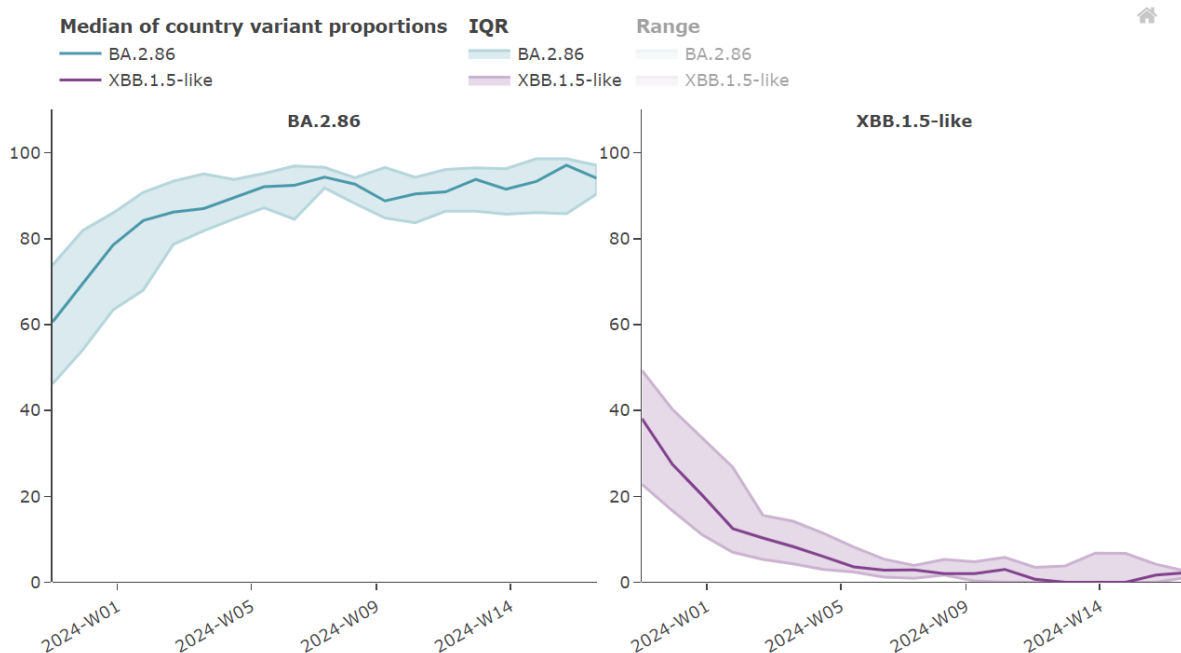 Median of country variant proportions IQR Range
BA.2.86 BA.2.86 BA.2.86
XBB.1.5-like XBB.1.5-like XBB.1.5-like
BA.2.86 XBB.1.5-like
100 100
80 80
60 60
40 40
20 20
0 0
2024-W01 2024-W05 2024-W09 2024-W14 2024-W01 2024-W05 2024-W09 2024-W14